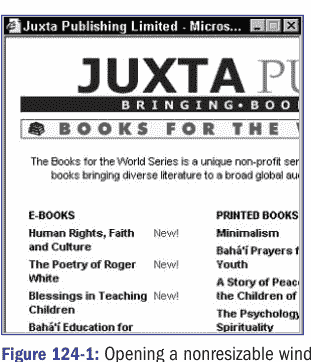 Juxta Publishing Limited - Micros...
JUXTA PU
BRINGING•BOO
BOOKS FOR THE
The Books for the World Series is a unique non-profit ser
books bringing diverse literature to a broad global au
E-BOOKS
Human Rights, Faith and Culture New!
The Poetry of Roger White New!
Blessings in Teaching Children New!
Bahá'í Education for
PRINTED BOOKS
Minimalism
Bahá'í Prayers f
Youth
A Story of Peac
the Children of
The Psychology
Spirituality
Figure 124-1: Opening a nonresizable wind